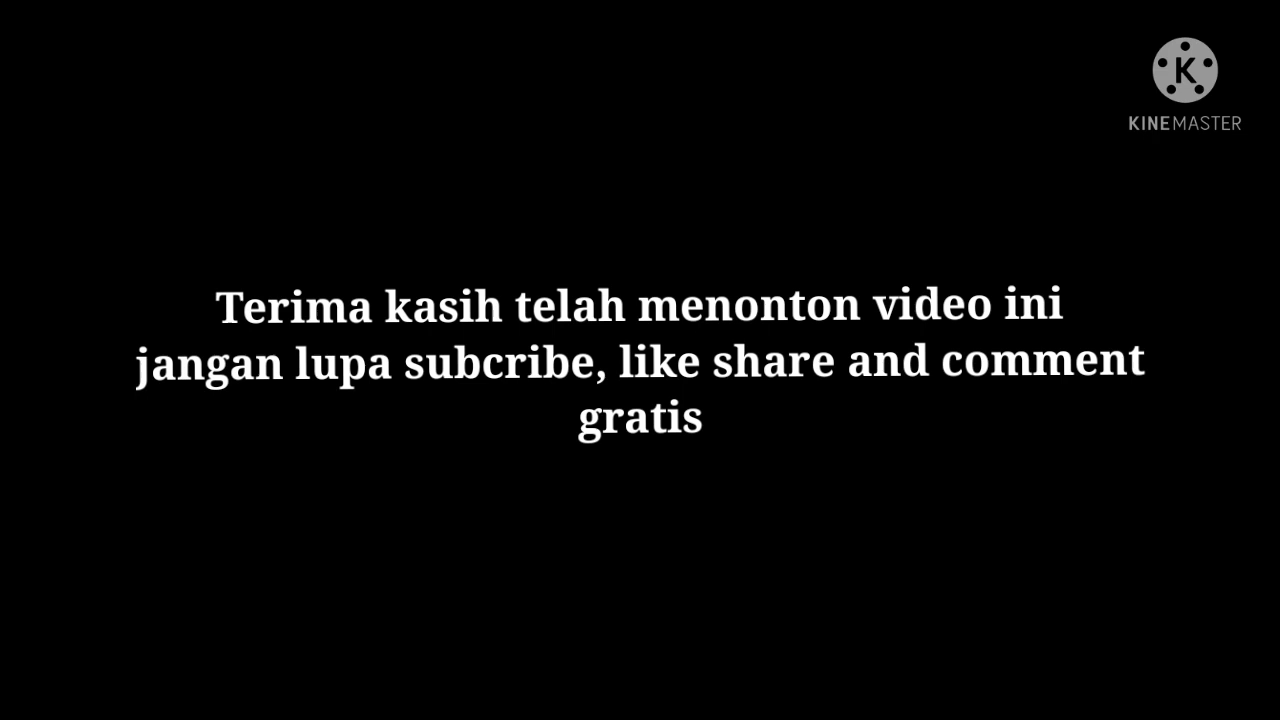 K
KINEMASTER
Terima kasih telah menonton video ini
jangan lupa subcribe, like share and comment
gratis